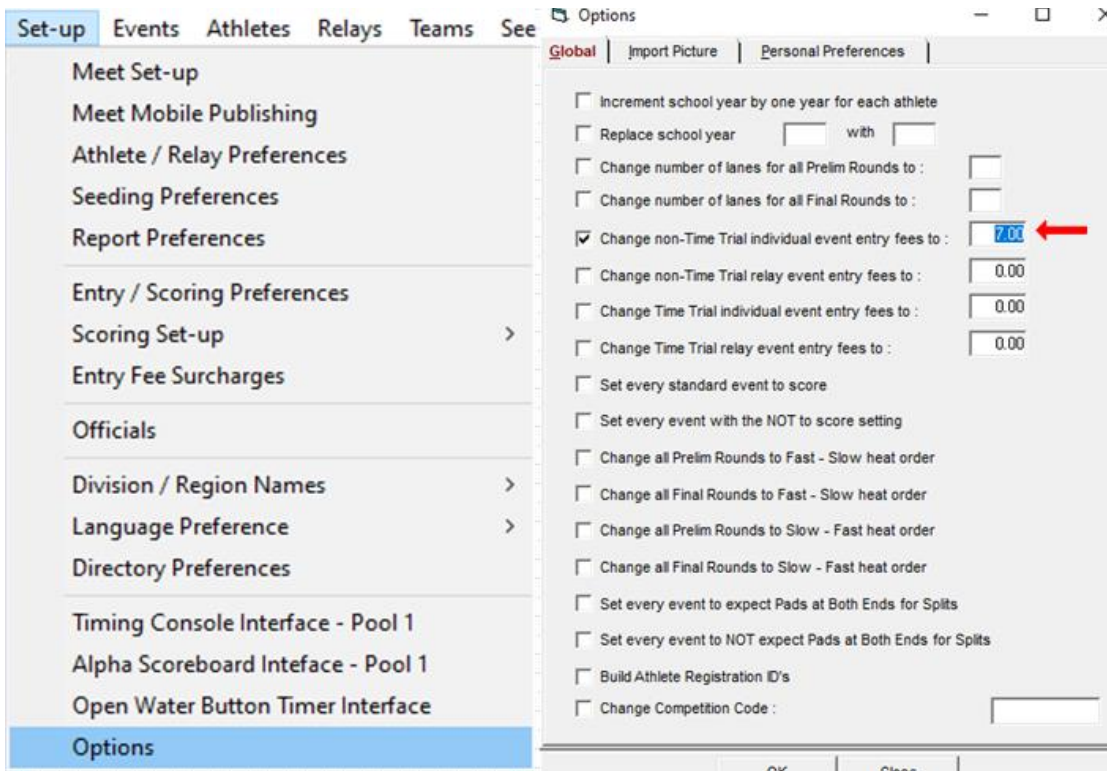 Set-up Events Athletes Relays Teams See
Meet Set-up
Meet Mobile Publishing
Athlete / Relay Preferences
Seeding Preferences
Report Preferences
Entry / Scoring Preferences
Scoring Set-up >
Entry Fee Surcharges
Officials
Division / Region Names >
Language Preference >
Directory Preferences
Timing Console Interface - Pool 1
Alpha Scoreboard Inteface - Pool 1
Open Water Button Timer Interface
Options
Options
Global Import Picture Personal Preferences
Increment school year by one year for each athlete
Replace school year with
Change number of lanes for all Prelim Rounds to :
Change number of lanes for all Final Rounds to :
Change non-Time Trial individual event entry fees to : 7.00
Change non-Time Trial relay event entry fees to : 0.00
Change Time Trial individual event entry fees to : 0.00
Change Time Trial relay event entry fees to : 0.00
Set every standard event to score
Set every event with the NOT to score setting
Change all Prelim Rounds to Fast - Slow heat order
Change all Final Rounds to Fast - Slow heat order
Change all Prelim Rounds to Slow - Fast heat order
Change all Final Rounds to Slow - Fast heat order
Set every event to expect Pads at Both Ends for Splits
Set every event to NOT expect Pads at Both Ends for Splits
Build Athlete Registration ID's
Change Competition Code :
OK Close